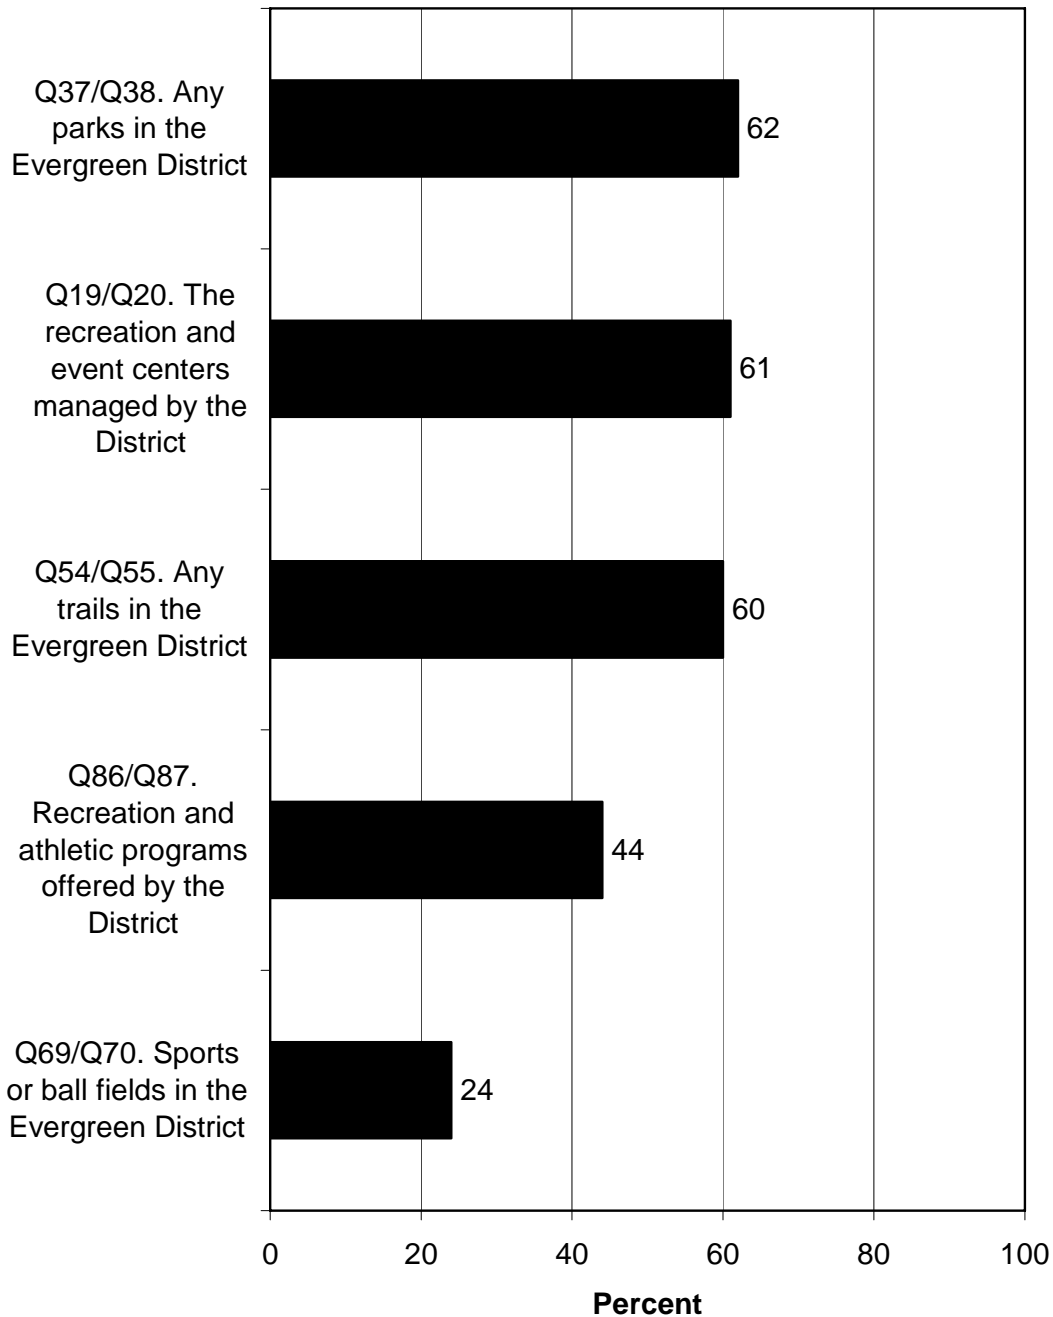 Q37/Q38. Any
parks in the
Evergreen District
62
Q19/Q20. The
recreation and
event centers
managed by the
District
61
Q54/Q55. Any
trails in the
Evergreen District
60
Q86/Q87.
Recreation and
athletic programs
offered by the
District
44
Q69/Q70. Sports
or ball fields in the
Evergreen District
24
0 20 40 60 80 100
Percent